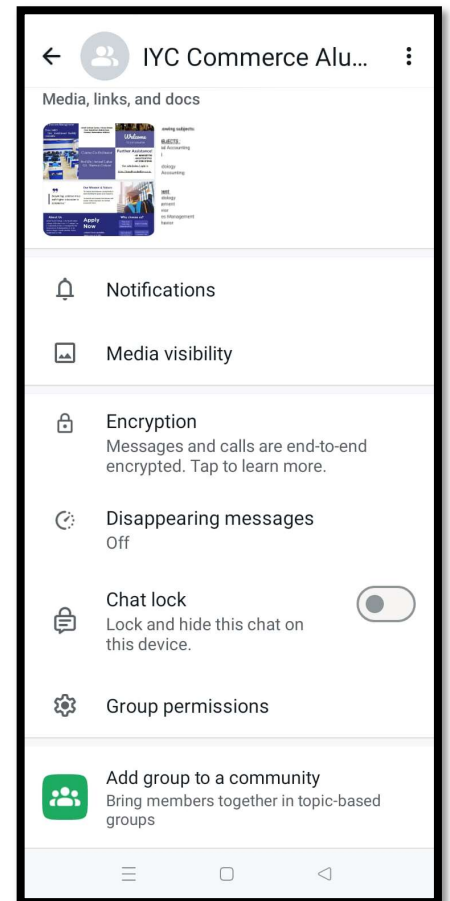 IYC Commerce Alu...
Media, links, and docs
Welcome
Further Assistance?
Apply
Now
Notifications
Media visibility
Encryption
Messages and calls are end-to-end
encrypted. Tap to learn more.
Disappearing messages
Off
Chat lock
Lock and hide this chat on
this device.
Group permissions
Add group to a community
Bring members together in topic-based
groups